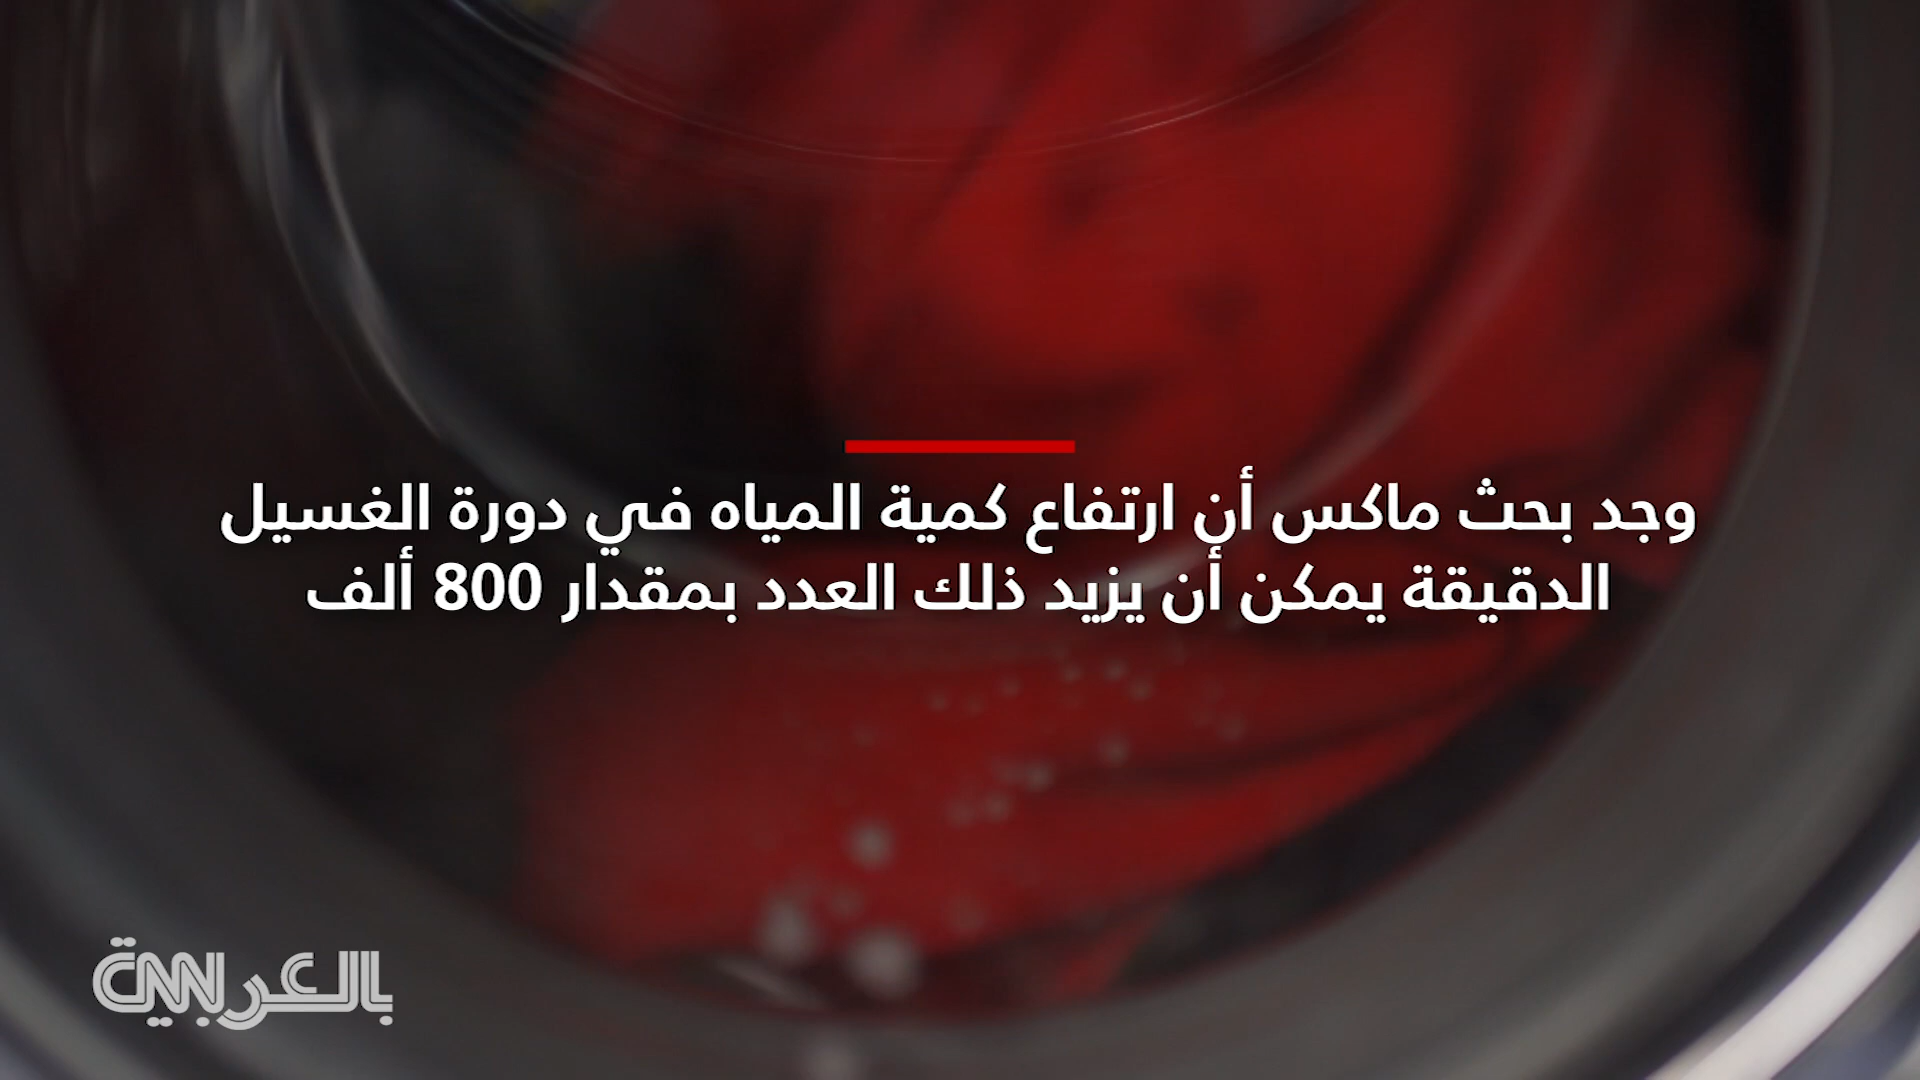 وجد بحث ماكس أن ارتفاع كمية المياه في دورة الغسيل
الدقيقة يمكن أن يزيد ذلك العدد بمقدار 800 ألف
بالعربية